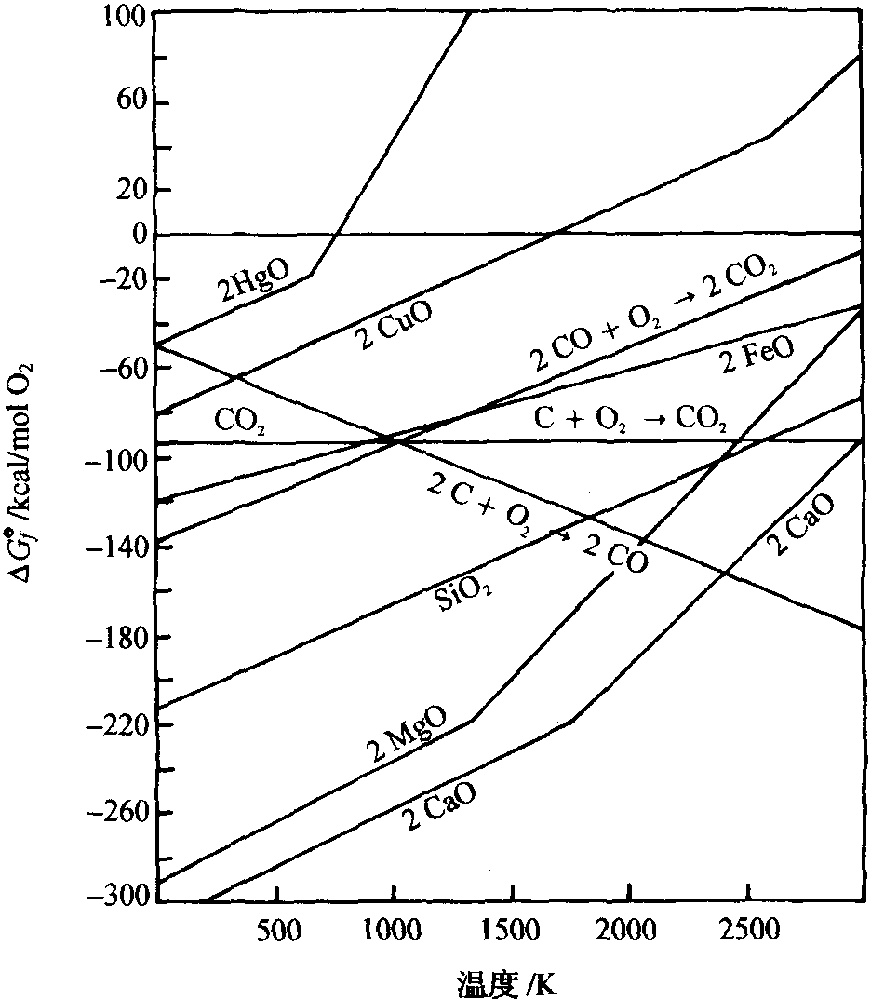 100
60
20
0
−20
−60
−100
−140
−180
−220
−260
−300
ΔG_f^⊖ /kcal/mol O₂
2HgO
2 CuO
2 CO + O₂ → 2 CO₂
2 FeO
CO₂
C + O₂ → CO₂
2 C + O₂ → 2 CO
2 CaO
SiO₂
2 MgO
2 CaO
500 1000 1500 2000 2500
温度 /K